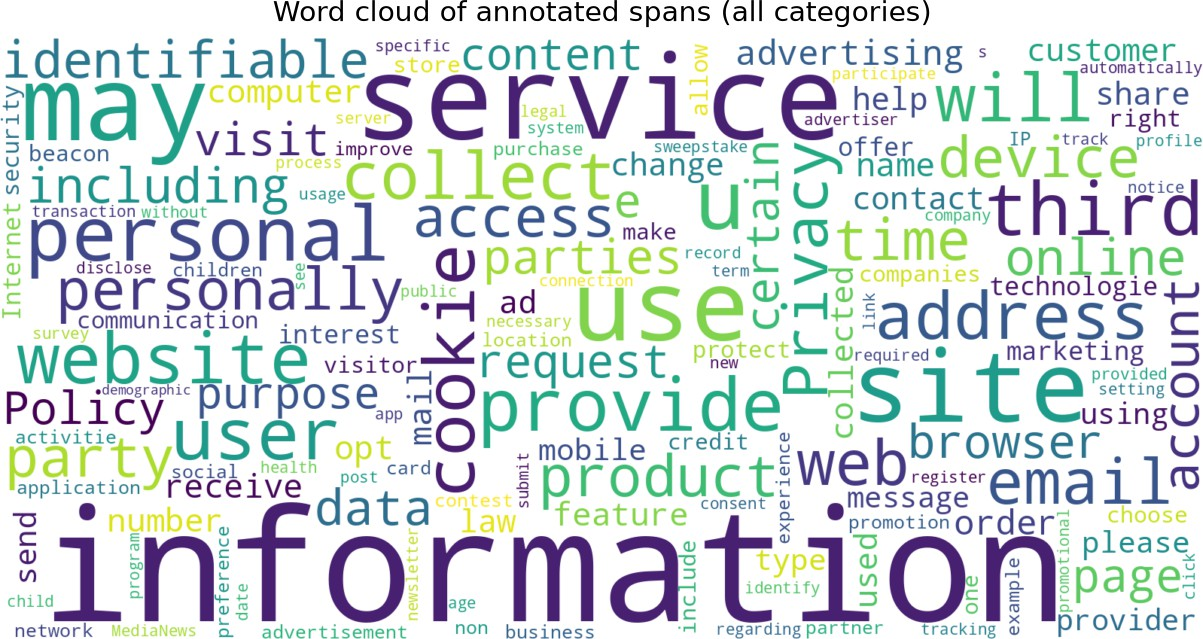 Word cloud of annotated spans (all categories)
identifiable specific content advertising s customer
store allow participate automatically
security may computer service help will share
server legal advertiser right
beacon visit improve system purchase sweepstake offer IP track profile
process change name device
including usage collect e u certain Privacy contact notice
Internet transaction without access make company third
personal parties record time online
disclose children see term companies
personally public connection use collected link technologie
communication ad address account
survey interest necessary location protect required marketing
website visitor cookie request new site provided
demographic purpose mail setting
Policy app provide using
activitie user opt mobile credit browser
party social health post card experience web register
application receive submit product consent message email
data contest feature promotion order choose
send number law type used please
information
program preference date newsletter include identify one example promotional page click
child age provider
network MediaNews advertisement non business regarding partner tracking